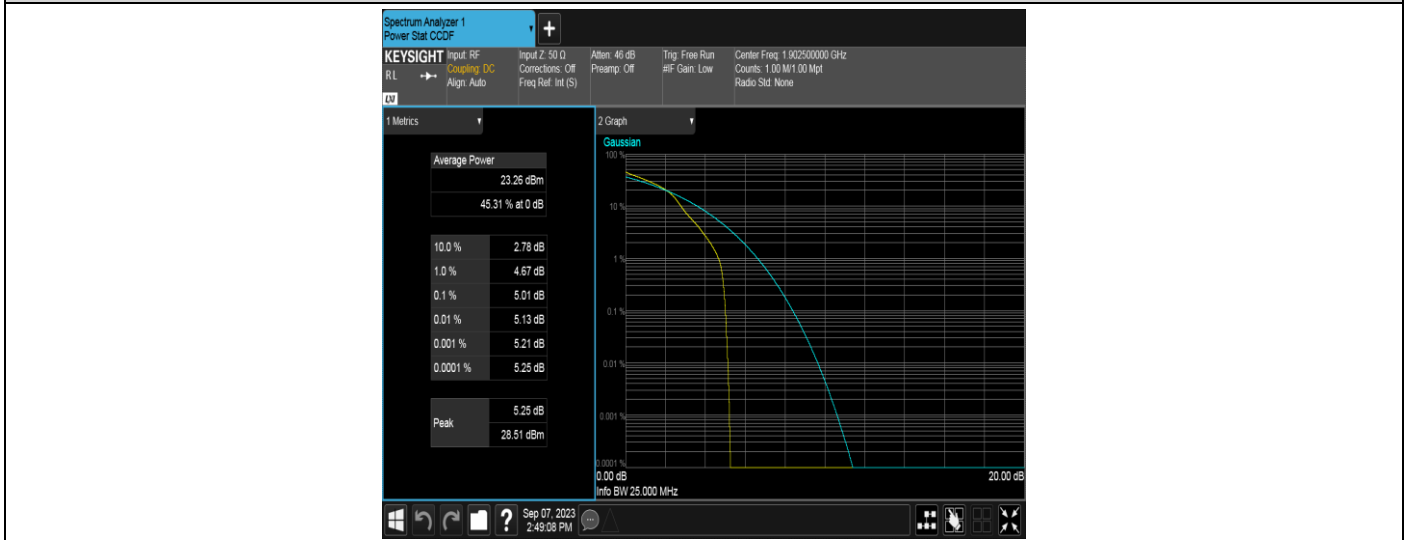 Spectrum Analyzer 1
Power Stat CCDF
+
KEYSIGHT Input: RF Input Z: 50 Ω Atten: 46 dB Trig: Free Run Center Freq: 1.902500000 GHz
RL Coupling: DC Corrections: Off Preamp: Off #IF Gain: Low Counts: 1.00 M/1.00 Mpt
Align: Auto Freq Ref: Int (S) Radio Std: None
LXI
1 Metrics
Average Power
23.26 dBm
45.31 % at 0 dB
10.0 % 2.78 dB
1.0 % 4.67 dB
0.1 % 5.01 dB
0.01 % 5.13 dB
0.001 % 5.21 dB
0.0001 % 5.25 dB
Peak 5.25 dB
28.51 dBm
2 Graph
Gaussian
100 %
10 %
1 %
0.1 %
0.01 %
0.001 %
0.0001 %
0.00 dB 20.00 dB
Info BW 25.000 MHz
? Sep 07, 2023
2:49:08 PM